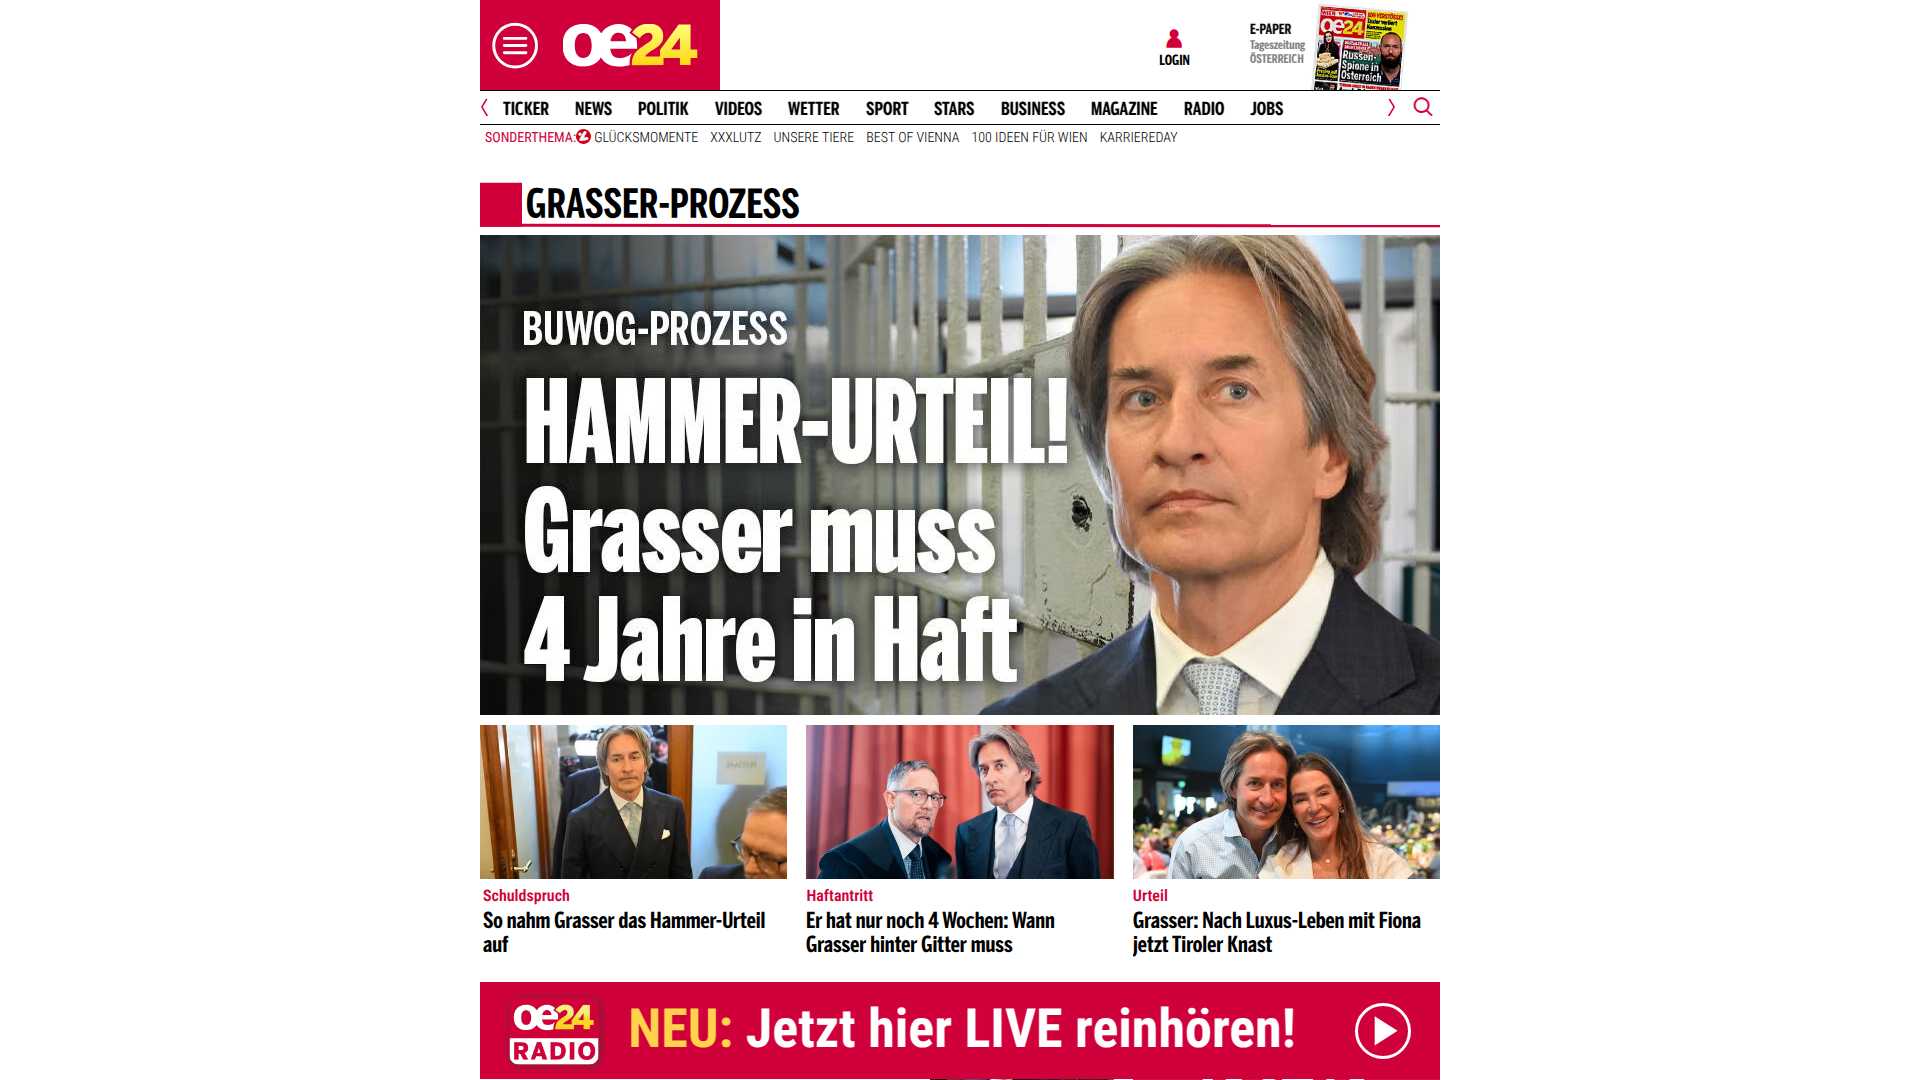 oe24
LOGIN
E-PAPER
Tageszeitung
ÖSTERREICH
oe24
Russen-
Spione in
Österreich
TICKER NEWS POLITIK VIDEOS WETTER SPORT STARS BUSINESS MAGAZINE RADIO JOBS
SONDERTHEMA: GLÜCKSMOMENTE XXXLUTZ UNSERE TIERE BEST OF VIENNA 100 IDEEN FÜR WIEN KARRIEREDAY
GRASSER-PROZESS
BUWOG-PROZESS
HAMMER-URTEIL!
Grasser muss
4 Jahre in Haft
Schuldspruch
So nahm Grasser das Hammer-Urteil
auf
Haftantritt
Er hat nur noch 4 Wochen: Wann
Grasser hinter Gitter muss
Urteil
Grasser: Nach Luxus-Leben mit Fiona
jetzt Tiroler Knast
oe24
RADIO
NEU: Jetzt hier LIVE reinhören!